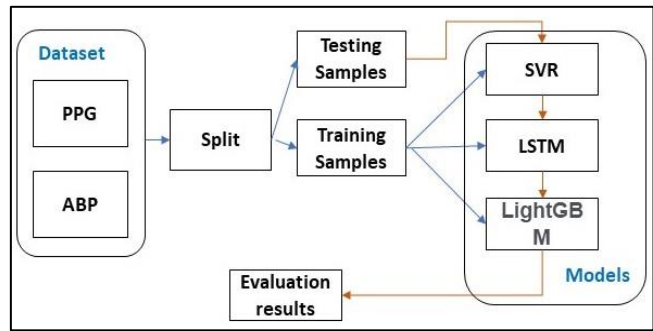 Dataset
PPG
ABP
Split
Testing
Samples
Training
Samples
SVR
LSTM
LightGB
M
Models
Evaluation
results